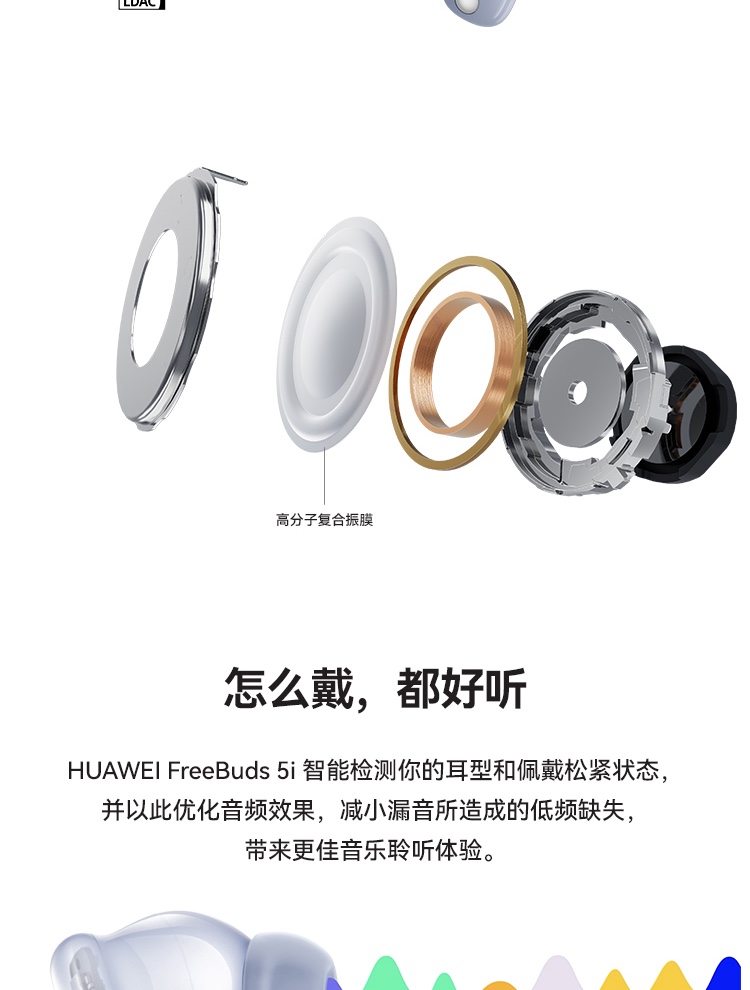 LDAC
高分子复合振膜
怎么戴，都好听
HUAWEI FreeBuds 5i 智能检测你的耳型和佩戴松紧状态，
并以此优化音频效果，减小漏音所造成的低频缺失，
带来更佳音乐聆听体验。